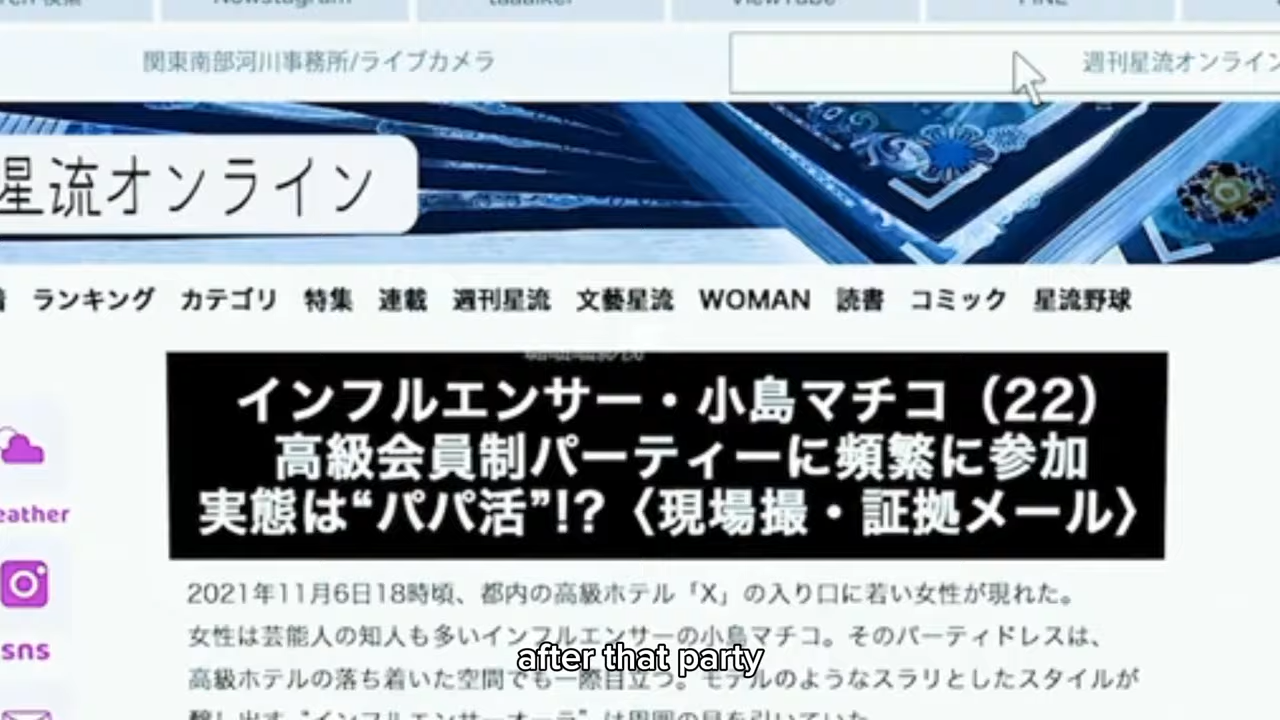 Newstagram
ViewTube
関東南部河川事務所/ライブカメラ
週刊星流オンライン
星流オンライン
ランキング カテゴリ 特集 連載 週刊星流 文藝星流 WOMAN 読書 コミック 星流野球
インフルエンサー・小島マチコ（22）
高級会員制パーティーに頻繁に参加
実態は“パパ活”!?〈現場撮・証拠メール〉
eather
sns
2021年11月6日18時頃、都内の高級ホテル「X」の入り口に若い女性が現れた。
女性は芸能人の知人も多いインフルエンサーの小島マチコ。そのパーティドレスは、
高級ホテルの落ち着いた空間でも一際目立つ。モデルのようなスラリとしたスタイルが
after that party